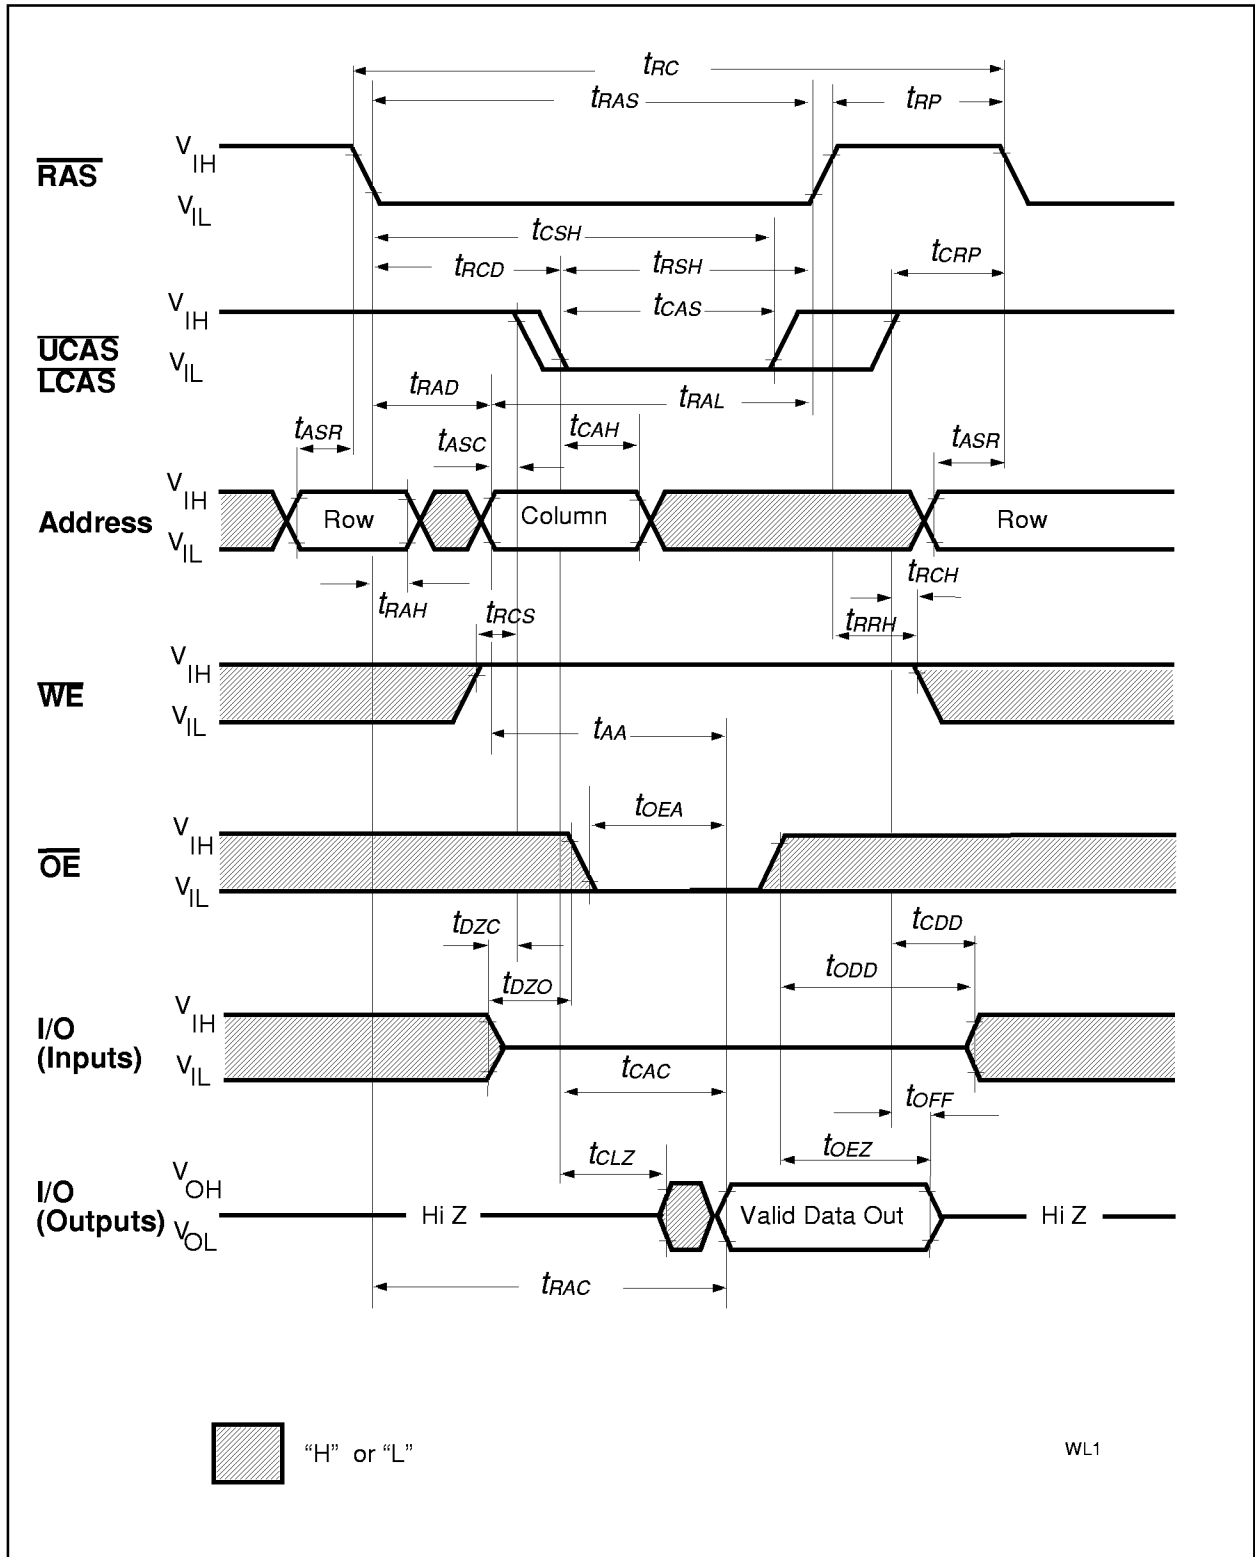 tRC
tRAS
tRP
RAS
VIH
VIL
tCSH
tRCD
tRSH
tCRP
tCAS
UCAS
LCAS
VIH
VIL
tRAD
tRAL
tASR
tASC
tCAH
tASR
Address
VIH
VIL
Row
Column
Row
tRAH
tRCS
tRCH
tRRH
WE
VIH
VIL
tAA
tOEA
OE
VIH
VIL
tDZC
tCDD
tDZO
tODD
I/O
(Inputs)
VIH
VIL
tCAC
tOFF
tCLZ
tOEZ
I/O
(Outputs)
VOH
VOL
Hi Z
Valid Data Out
Hi Z
tRAC
“H” or “L”
WL1